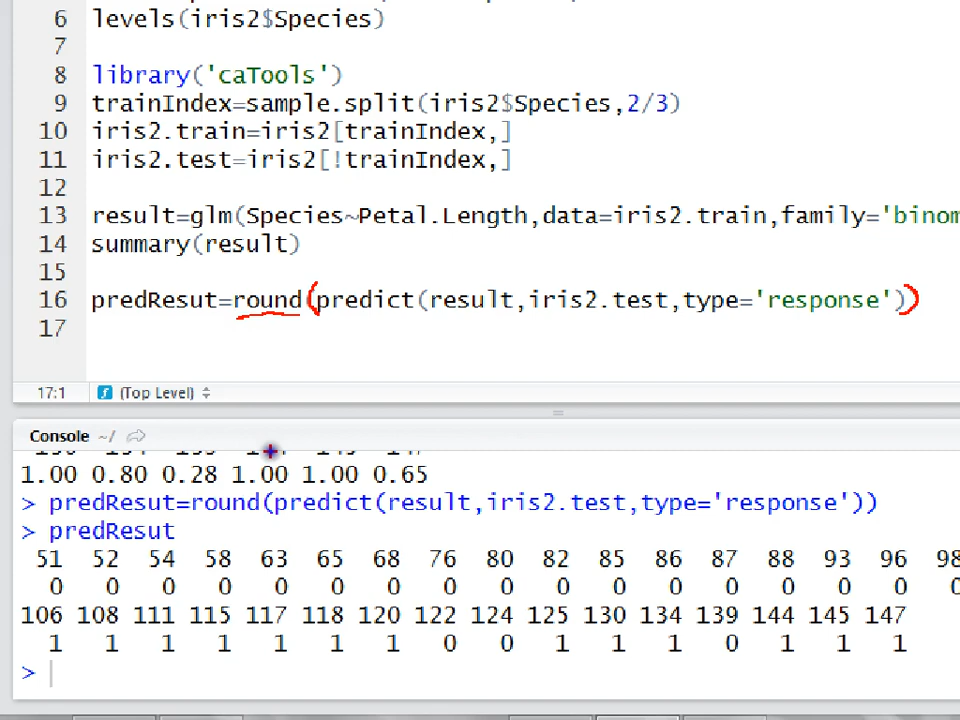 6 levels(iris2$Species)
7
8 library('caTools')
9 trainIndex=sample.split(iris2$Species,2/3)
10 iris2.train=iris2[trainIndex,]
11 iris2.test=iris2[!trainIndex,]
12
13 result=glm(Species~Petal.Length,data=iris2.train,family='binom
14 summary(result)
15
16 predResut=round(predict(result,iris2.test,type='response'))
17
17:1 (Top Level)
Console ~/
1.00 0.80 0.28 1.00 1.00 0.65
> predResut=round(predict(result,iris2.test,type='response'))
> predResut
51 52 54 58 63 65 68 76 80 82 85 86 87 88 93 96 98
0 0 0 0 0 0 0 0 0 0 0 0 0 0 0 0 0
106 108 111 115 117 118 120 122 124 125 130 134 139 144 145 147
1 1 1 1 1 1 1 0 0 1 1 1 0 1 1 1
>